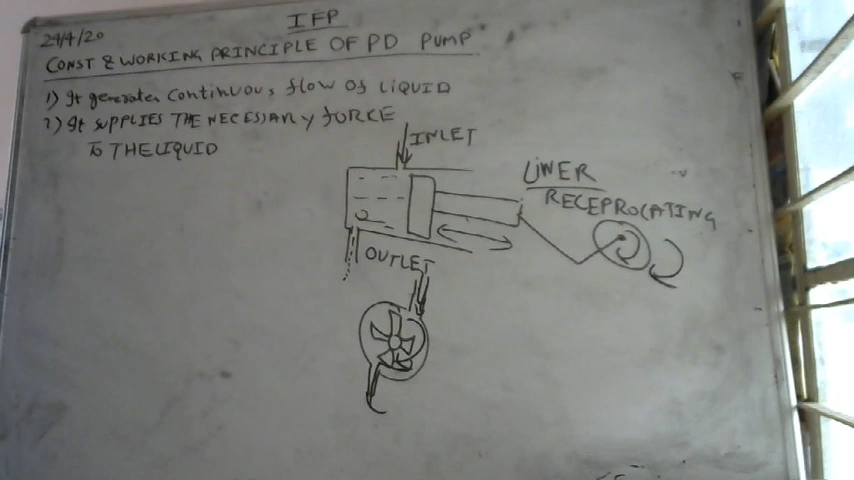 IFP
29/4/20
CONST & WORKING PRINCIPLE OF PD PUMP
1) It generates continuous flow of LIQUID
2) It SUPPLIES THE NECESSARY FORCE
TO THE LIQUID
INLET
LINER
RECEPROCATING
OUTLET